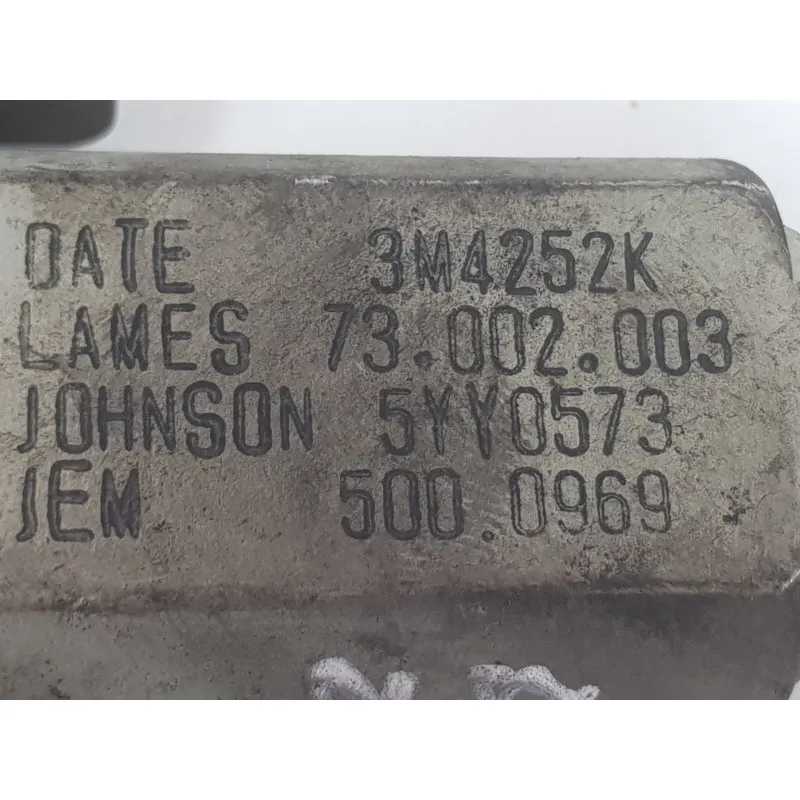 DATE 3M4252K
LAMES 73.002.003
JOHNSON 5YY0573
JEM 500.0969